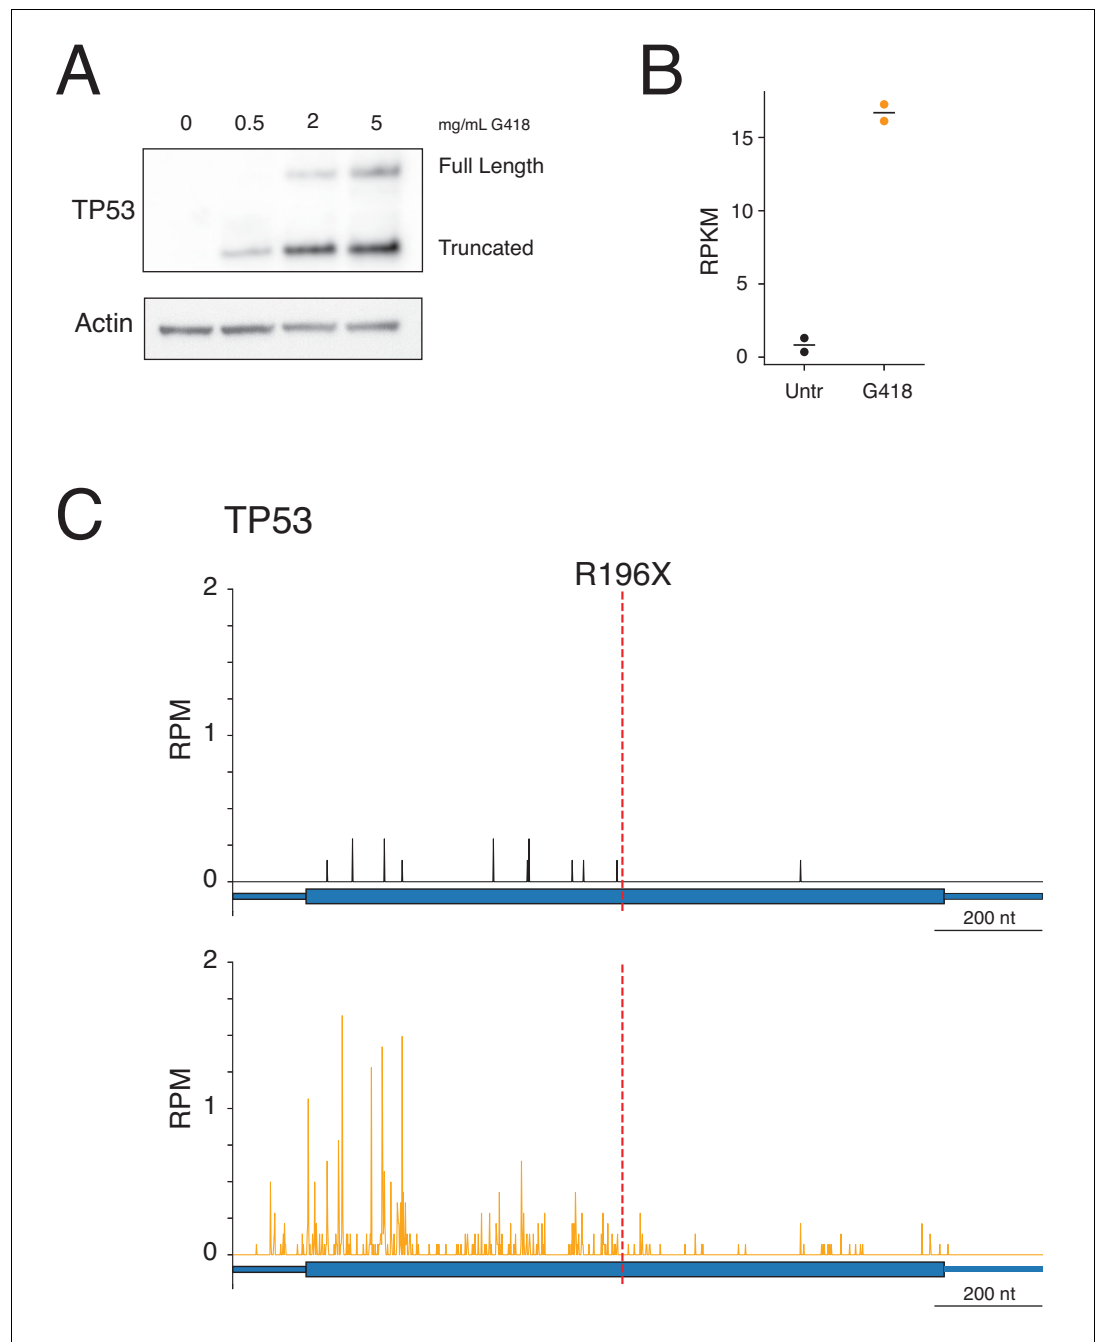 A
0 0.5 2 5 mg/mL G418
Full Length
TP53
Truncated
Actin
B
15
10
5
0
RPKM
Untr G418
C
TP53
R196X
2
1
0
RPM
200 nt
2
1
0
RPM
200 nt